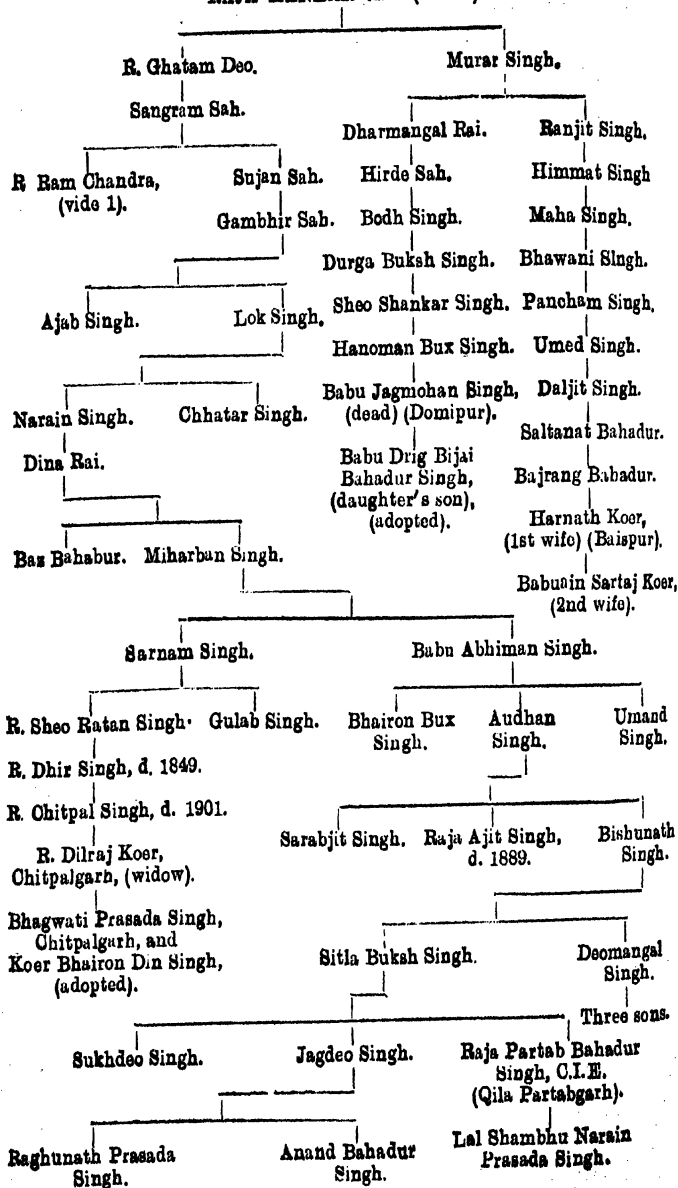 R. Ghatam Deo.
Murar Singh.
Sangram Sah.
Dharmangal Rai.
Ranjit Singh,
R Ram Chandra,
(vide 1).
Sujan Sah.
Hirde Sah.
Himmat Singh
Gambhir Sah.
Bodh Singh.
Maha Singh,
Durga Buksh Singh.
Bhawani Singh.
Ajab Singh.
Lok Singh,
Sheo Shankar Singh.
Pancham Singh,
Hanoman Bux Singh.
Umed Singh.
Narain Singh.
Chhatar Singh.
Babu Jagmohan Singh,
(dead) (Domipur).
Daljit Singh.
Dina Rai.
Babu Drig Bijai
Bahadur Singh,
(daughter's son),
(adopted).
Saltanat Bahadur.
Bajrang Babadur.
Baz Bahabur.
Miharban Singh.
Harnath Koer,
(1st wife) (Baispur).
Babuain Sartaj Koer,
(2nd wife).
Sarnam Singh.
Babu Abhiman Singh.
R. Sheo Ratan Singh.
Gulab Singh.
Bhairon Bux
Singh.
Audhan
Singh.
Umand
Singh.
R. Dhir Singh, d. 1849.
R. Chitpal Singh, d. 1901.
Sarabjit Singh.
Raja Ajit Singh,
d. 1889.
Bishunath
Singh.
R. Dilraj Koer,
Chitpalgarh, (widow).
Bhagwati Prasada Singh,
Chitpalgarh, and
Koer Bhairon Din Singh,
(adopted).
Sitla Buksh Singh.
Deomangal
Singh.
Three sons.
Sukhdeo Singh.
Jagdeo Singh.
Raja Partab Bahadur
Singh, C.I.E.
(Qila Partabgarh).
Raghunath Prasada
Singh.
Anand Bahadur
Singh.
Lal Shambhu Narain
Prasada Singh.